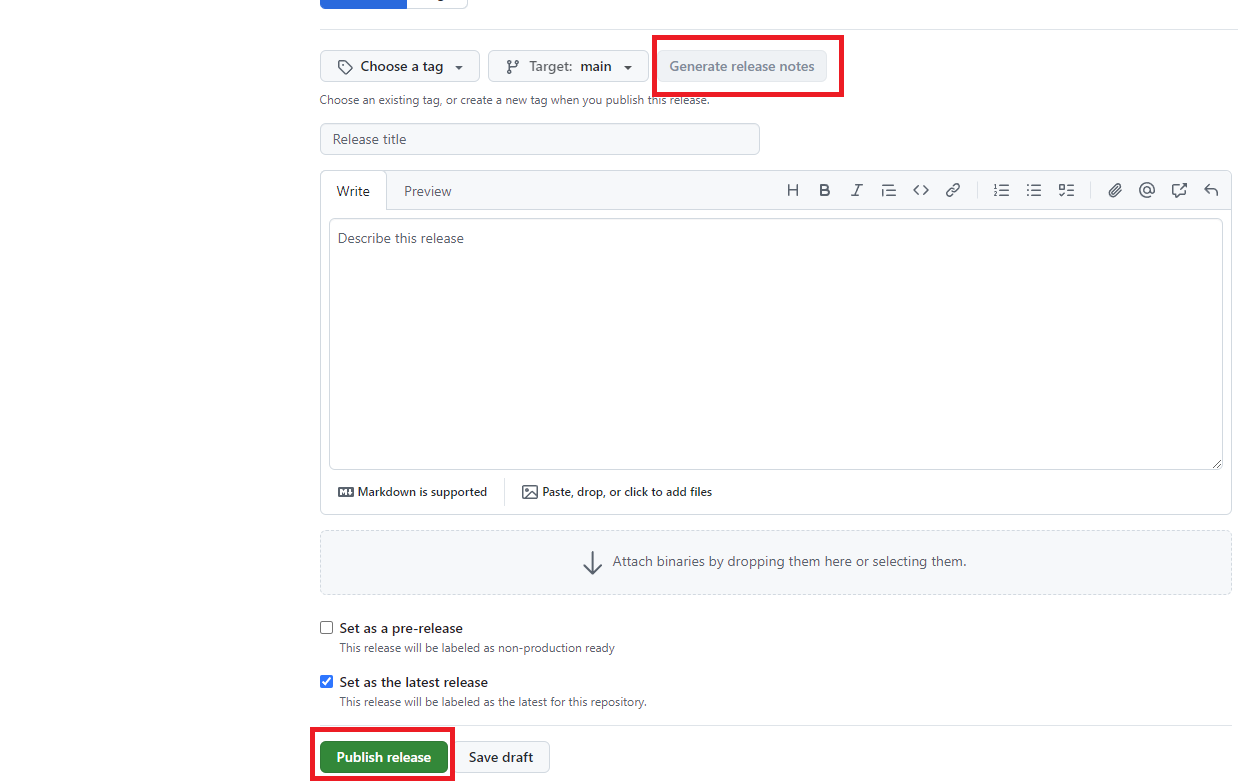 Choose a tag Target: main Generate release notes
Choose an existing tag, or create a new tag when you publish this release.
Release title
Write Preview
Describe this release
Markdown is supported Paste, drop, or click to add files
Attach binaries by dropping them here or selecting them.
Set as a pre-release
This release will be labeled as non-production ready
Set as the latest release
This release will be labeled as the latest for this repository.
Publish release Save draft